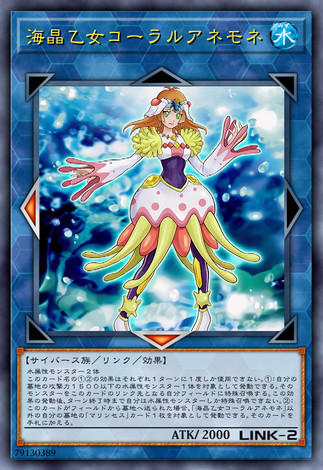 海晶乙女コーラルアネモネ
水
【サイバース族／リンク／効果】
水属性モンスター２体
このカード名の①②の効果はそれぞれ１ターンに１度しか使用できない。①：自分の
墓地の攻撃力１５００以下の水属性モンスター１体を対象として発動できる。その
モンスターをこのカードのリンク先となる自分フィールドに特殊召喚する。この効
果の発動後、ターン終了時まで自分は水属性モンスターしか特殊召喚できない。②：
このカードがフィールドから墓地へ送られた場合、「海晶乙女コーラルアネモネ」以
外の自分の墓地の「マリンセス」カード１枚を対象として発動できる。そのカードを
手札に加える。
ATK/ 2000 LINK-2
79130389